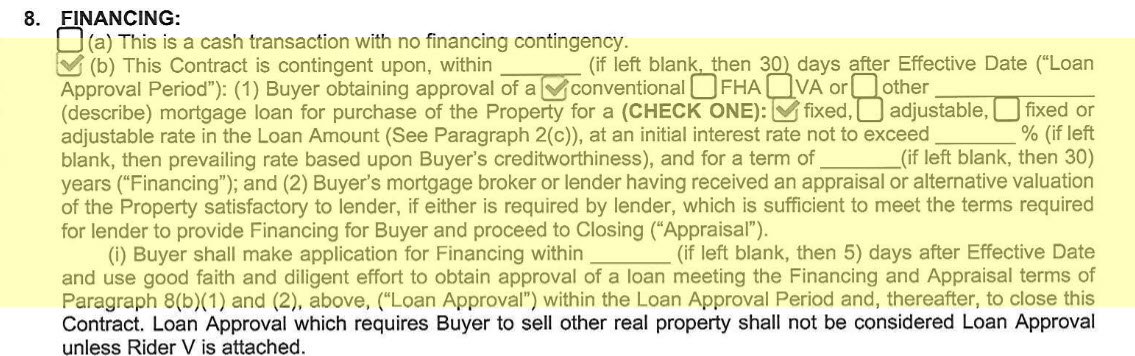 8. FINANCING:
☐ (a) This is a cash transaction with no financing contingency.
☑ (b) This Contract is contingent upon, within ________ (if left blank, then 30) days after Effective Date (“Loan
Approval Period”): (1) Buyer obtaining approval of a ☑ conventional ☐ FHA ☐ VA or ☐ other ________________
(describe) mortgage loan for purchase of the Property for a (CHECK ONE): ☑ fixed, ☐ adjustable, ☐ fixed or
adjustable rate in the Loan Amount (See Paragraph 2(c)), at an initial interest rate not to exceed ________ % (if left
blank, then prevailing rate based upon Buyer’s creditworthiness), and for a term of ________(if left blank, then 30)
years (“Financing”); and (2) Buyer’s mortgage broker or lender having received an appraisal or alternative valuation
of the Property satisfactory to lender, if either is required by lender, which is sufficient to meet the terms required
for lender to provide Financing for Buyer and proceed to Closing (“Appraisal”).
(i) Buyer shall make application for Financing within ________ (if left blank, then 5) days after Effective Date
and use good faith and diligent effort to obtain approval of a loan meeting the Financing and Appraisal terms of
Paragraph 8(b)(1) and (2), above, (“Loan Approval”) within the Loan Approval Period and, thereafter, to close this
Contract. Loan Approval which requires Buyer to sell other real property shall not be considered Loan Approval
unless Rider V is attached.